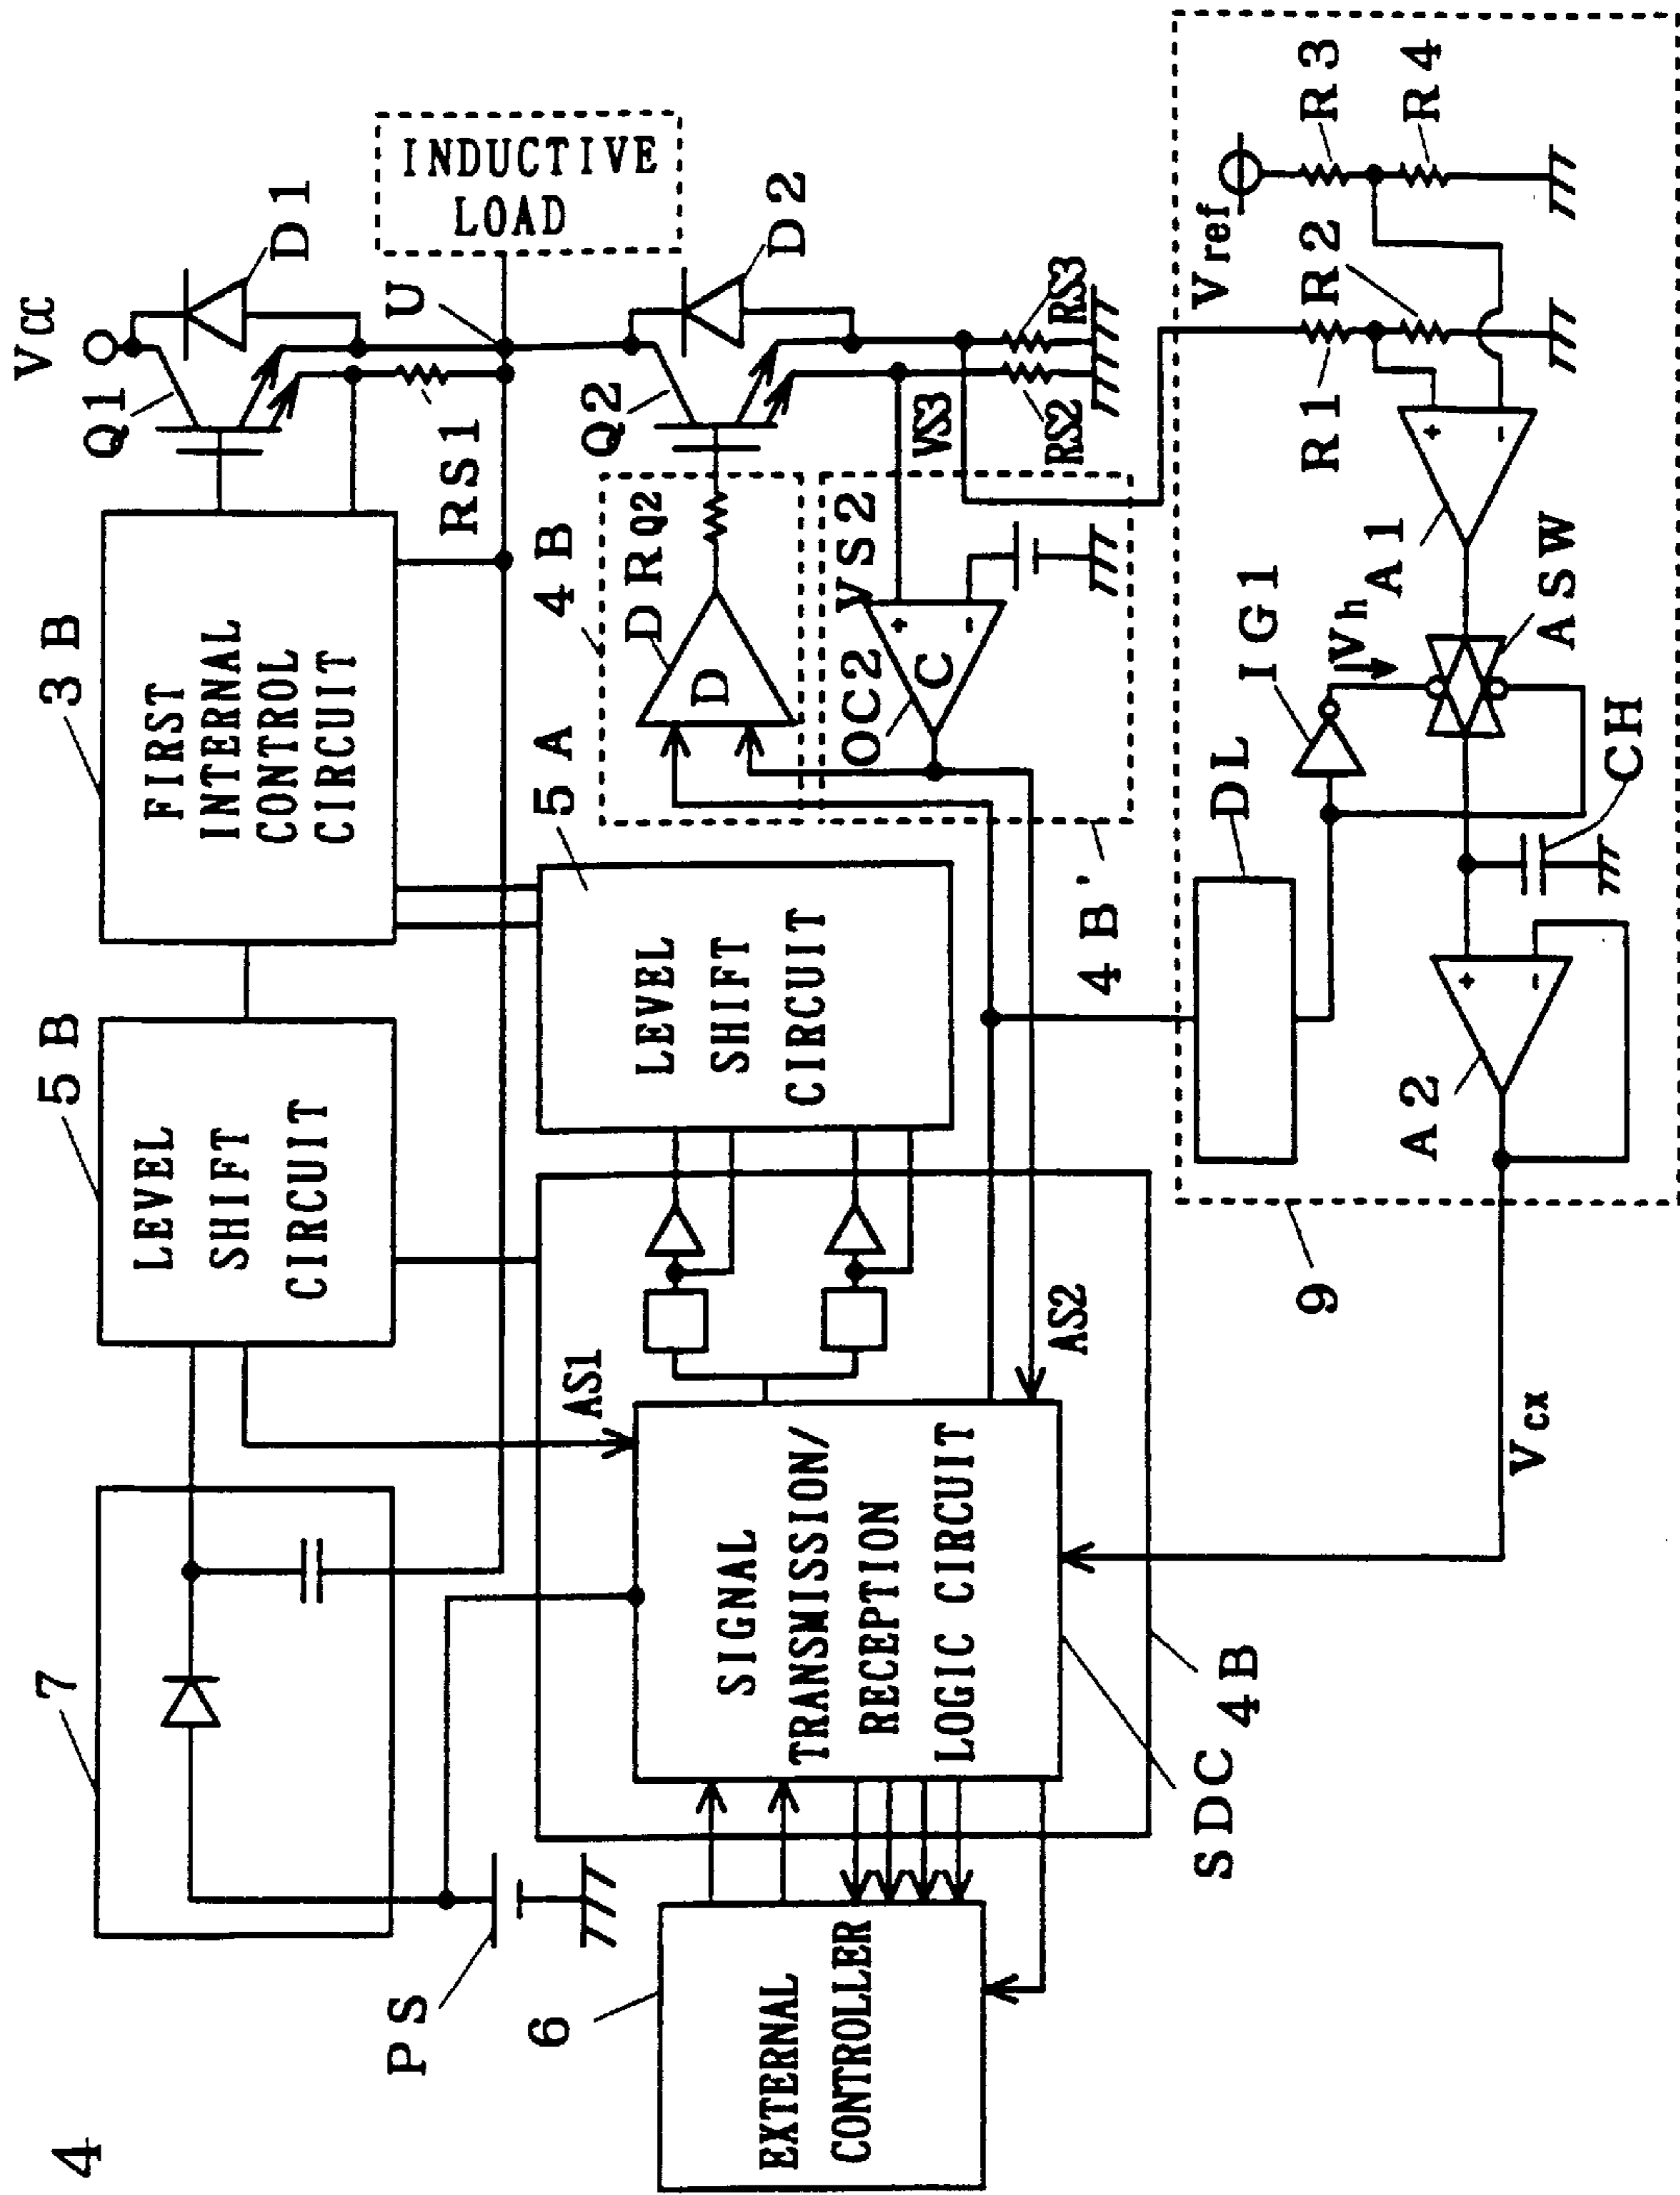 4
7
PS
5B
LEVEL
SHIFT
CIRCUIT
3B
FIRST
INTERNAL
CONTROL
CIRCUIT
Vcc
Q1
D1
RS1
U
INDUCTIVE
LOAD
6
EXTERNAL
CONTROLLER
SIGNAL
TRANSMISSION/
RECEPTION
LOGIC CIRCUIT
AS1
AS2
SDC
4B
5A
LEVEL
SHIFT
CIRCUIT
4B
DRQ2
D
Q2
D2
OC2
VS2
C
+
-
VS3
RS2
RS3
4B'
Vcx
9
A2
+
-
DL
IG1
Vh
CH
ASW
A1
+
-
R1
R2
Vref
R3
R4